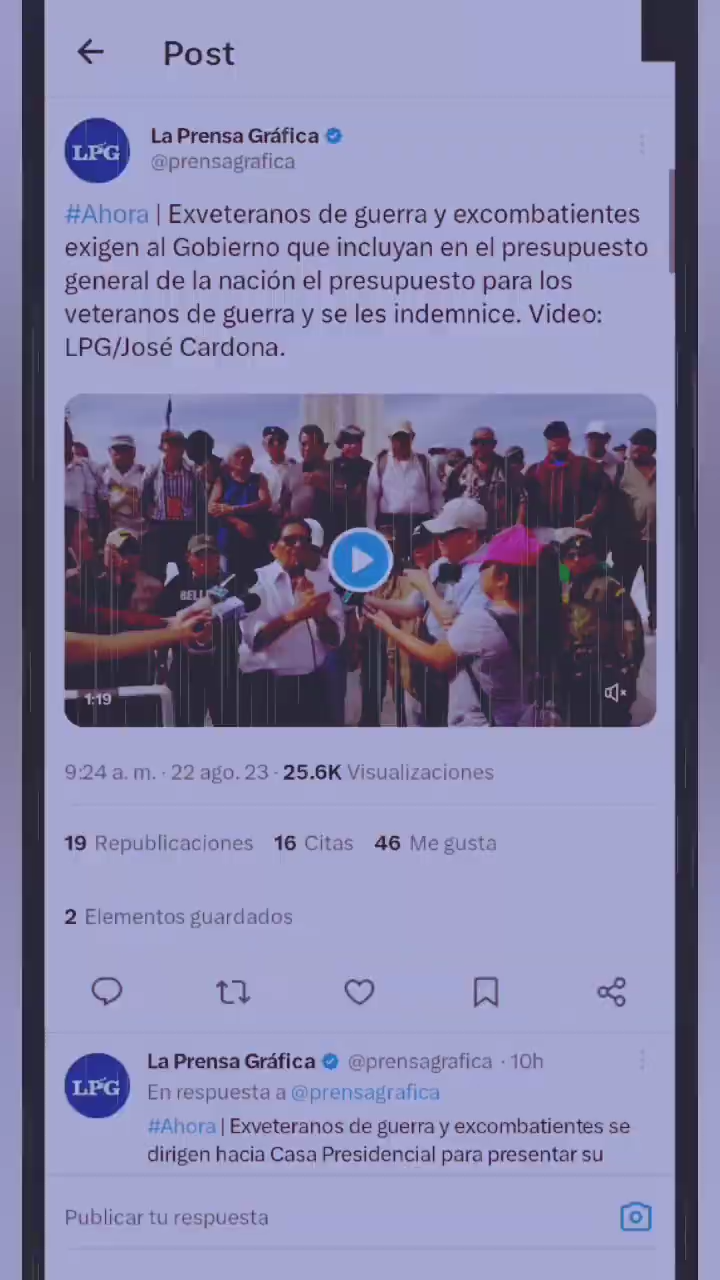 Post
LPG
La Prensa Gráfica
@prensagrafica
#Ahora | Exveteranos de guerra y excombatientes
exigen al Gobierno que incluyan en el presupuesto
general de la nación el presupuesto para los
veteranos de guerra y se les indemnice. Video:
LPG/José Cardona.
1:19
9:24 a. m. · 22 ago. 23 · 25.6K Visualizaciones
19 Republicaciones 16 Citas 46 Me gusta
2 Elementos guardados
LPG
La Prensa Gráfica @prensagrafica · 10h
En respuesta a @prensagrafica
#Ahora | Exveteranos de guerra y excombatientes se
dirigen hacia Casa Presidencial para presentar su
Publicar tu respuesta